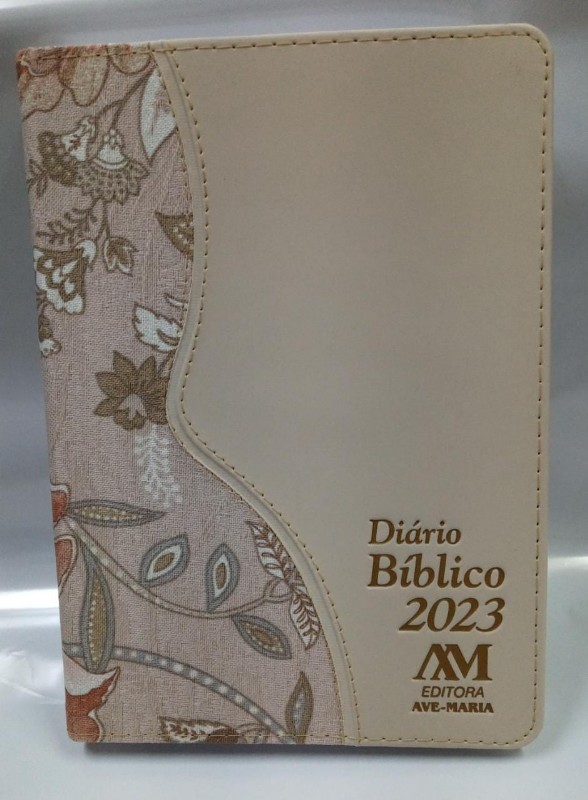 Diário
Bíblico
2023
AM
EDITORA
AVE-MARIA